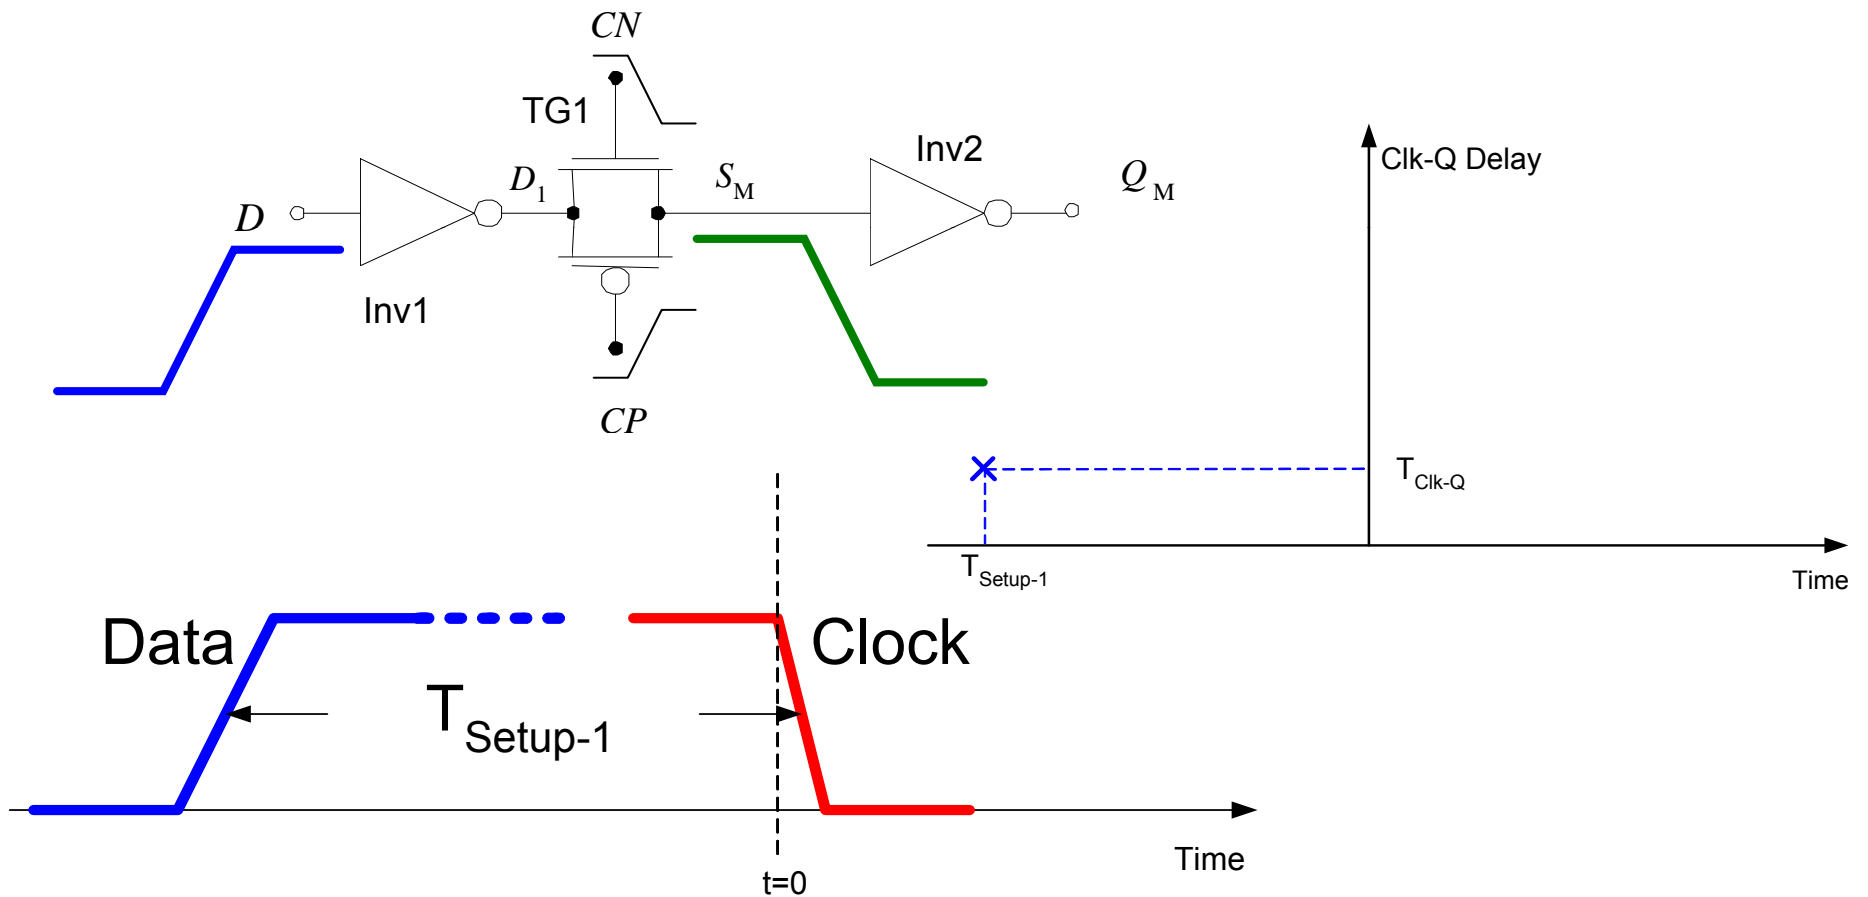 CN
TG1
Inv2
Clk-Q Delay
D
D1
SM
QM
Inv1
CP
TClk-Q
TSetup-1
Time
Data
Clock
TSetup-1
Time
t=0